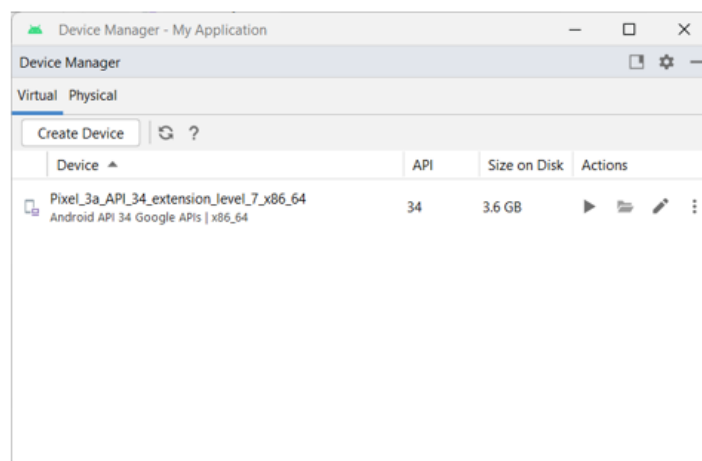 Device Manager - My Application
Device Manager
Virtual Physical
Create Device ?
Device API Size on Disk Actions
Pixel_3a_API_34_extension_level_7_x86_64
Android API 34 Google APIs | x86_64
34 3.6 GB